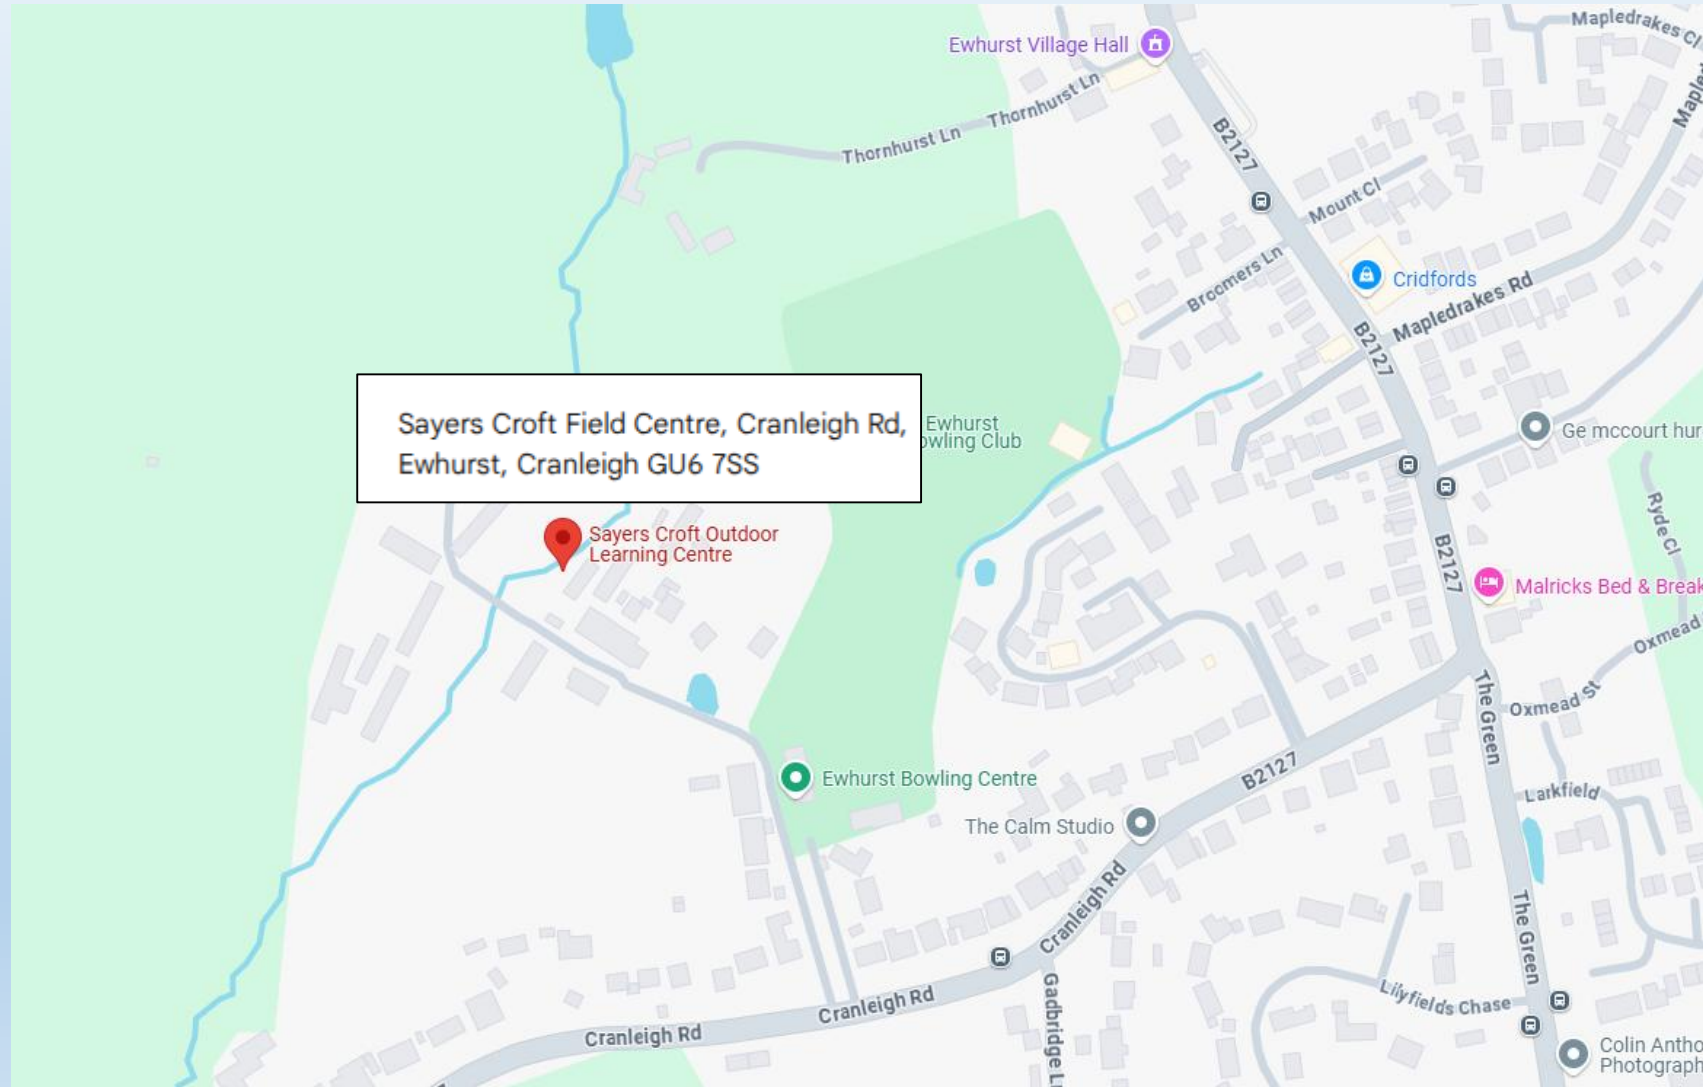 Mapledrakes Cl
Ewhurst Village Hall
Thornhurst Ln
Thornhurst Ln
B2127
Mount Cl
Broomers Ln
Cridfords
Mapledrakes Rd
B2127
Sayers Croft Field Centre, Cranleigh Rd,
Ewhurst, Cranleigh GU6 7SS
Ewhurst
owling Club
Ge mccourt hur
Ryde Cl
Sayers Croft Outdoor
Learning Centre
B2127
Malricks Bed & Break
Oxmead
Oxmead St
The Green
Ewhurst Bowling Centre
B2127
Larkfield
The Calm Studio
Cranleigh Rd
The Green
Gadbridge L
Lilyfields Chase
Cranleigh Rd
Cranleigh Rd
Colin Antho
Photograph